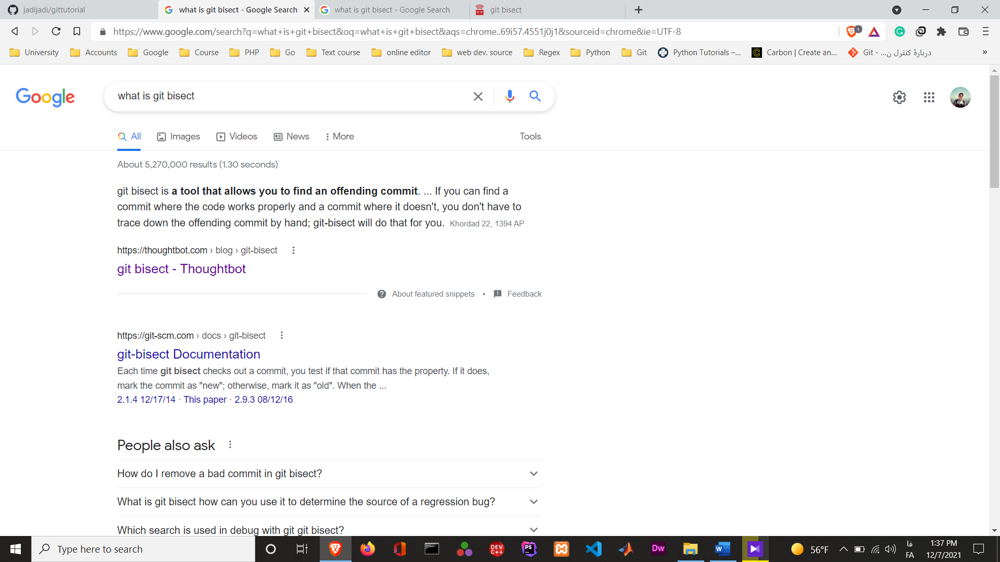 jadijadi/gittutorial
what is git bisect - Google Search
what is git bisect - Google Search
git bisect
https://www.google.com/search?q=what+is+git+bisect&oq=what+is+git+bisect&aqs=chrome..69i57.4551j0j1&sourceid=chrome&ie=UTF-8
1
University Accounts Google Course PHP Go Text course online editor web dev. source Regex Python Git Python Tutorials –... Carbon | Create an... Git - ...دربارهٔ کنترل ن »
Google
what is git bisect
All Images Videos News More Tools
About 5,270,000 results (1.30 seconds)
git bisect is a tool that allows you to find an offending commit. ... If you can find a
commit where the code works properly and a commit where it doesn't, you don't have to
trace down the offending commit by hand; git-bisect will do that for you. Khordad 22, 1394 AP
https://thoughtbot.com › blog › git-bisect
git bisect - Thoughtbot
About featured snippets • Feedback
https://git-scm.com › docs › git-bisect
git-bisect Documentation
Each time git bisect checks out a commit, you test if that commit has the property. If it does,
mark the commit as "new"; otherwise, mark it as "old". When the ...
2.1.4 12/17/14 · This paper · 2.9.3 08/12/16
People also ask
How do I remove a bad commit in git bisect?
What is git bisect how can you use it to determine the source of a regression bug?
Which search is used in debug with git git bisect?
Type here to search
DEV C++
PS
Dw
W
56°F
فا
FA
1:37 PM
12/7/2021